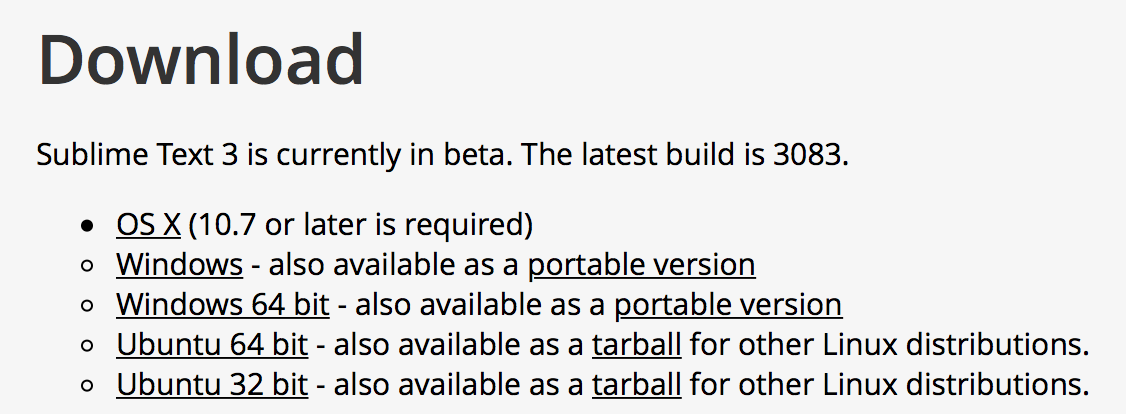 Download
Sublime Text 3 is currently in beta. The latest build is 3083.
OS X (10.7 or later is required)
Windows - also available as a portable version
Windows 64 bit - also available as a portable version
Ubuntu 64 bit - also available as a tarball for other Linux distributions.
Ubuntu 32 bit - also available as a tarball for other Linux distributions.